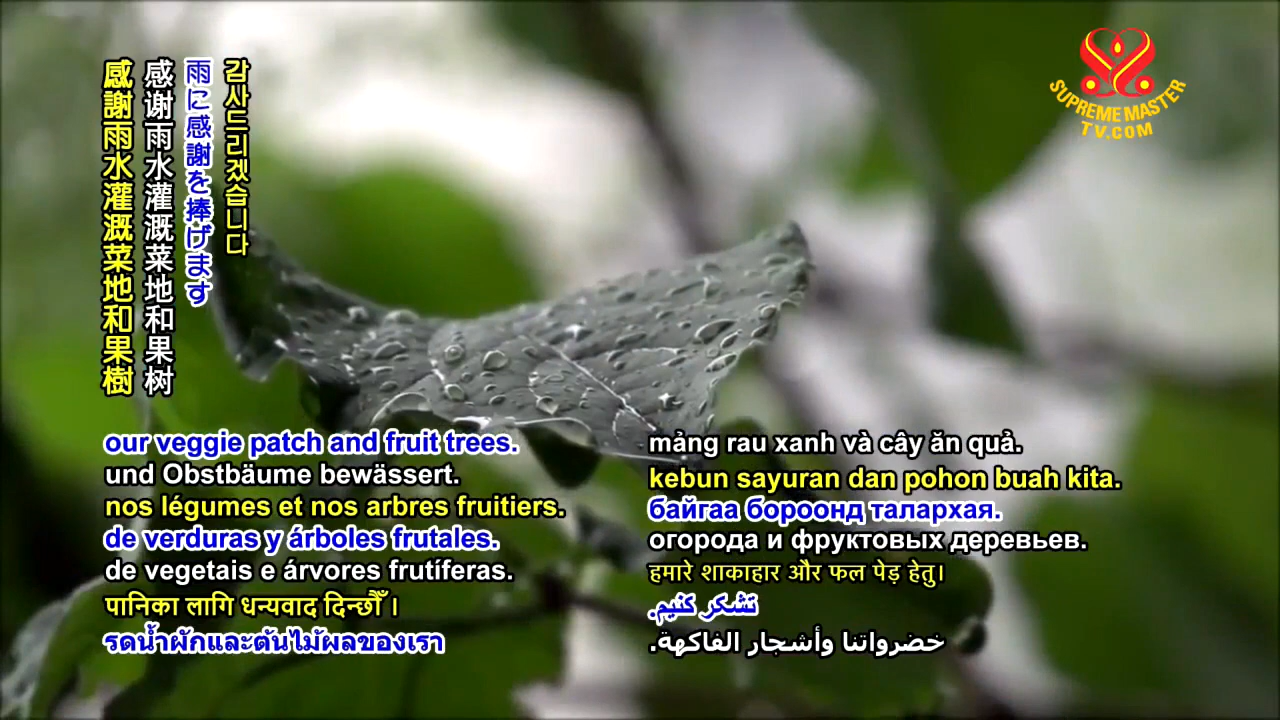 感謝雨水灌溉菜地和果樹
感谢雨水灌溉菜地和果树
雨に感謝を捧げます
감사드리겠습니다
SUPREME MASTER
TV.COM
our veggie patch and fruit trees.
und Obstbäume bewässert.
nos légumes et nos arbres fruitiers.
de verduras y árboles frutales.
de vegetais e árvores frutíferas.
पानिका लागि धन्यवाद दिन्छौँ ।
รดน้ำผักและต้นไม้ผลของเรา
mảng rau xanh và cây ăn quả.
kebun sayuran dan pohon buah kita.
байгаа бороонд талархая.
огорода и фруктовых деревьев.
हमारे शाकाहार और फल पेड़ हेतु।
تشکر کنیم.
خضرواتنا وأشجار الفاكهة.